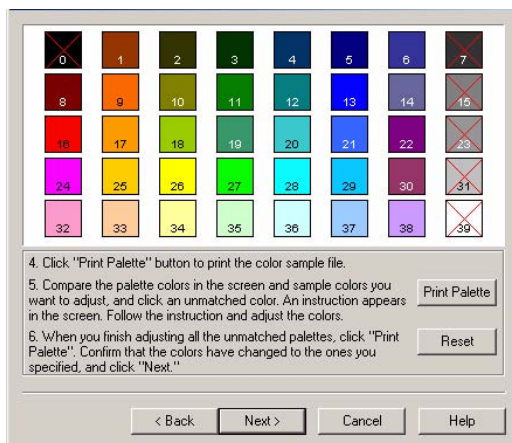 0 1 2 3 4 5 6 7
8 9 10 11 12 13 14 15
16 17 18 19 20 21 22 23
24 25 26 27 28 29 30 31
32 33 34 35 36 37 38 39
4. Click "Print Palette" button to print the color sample file.
5. Compare the palette colors in the screen and sample colors you
want to adjust, and click an unmatched color. An instruction appears
in the screen. Follow the instruction and adjust the colors.
Print Palette
6. When you finish adjusting all the unmatched palettes, click "Print
Palette". Confirm that the colors have changed to the ones you
specified, and click "Next."
Reset
< Back Next > Cancel Help